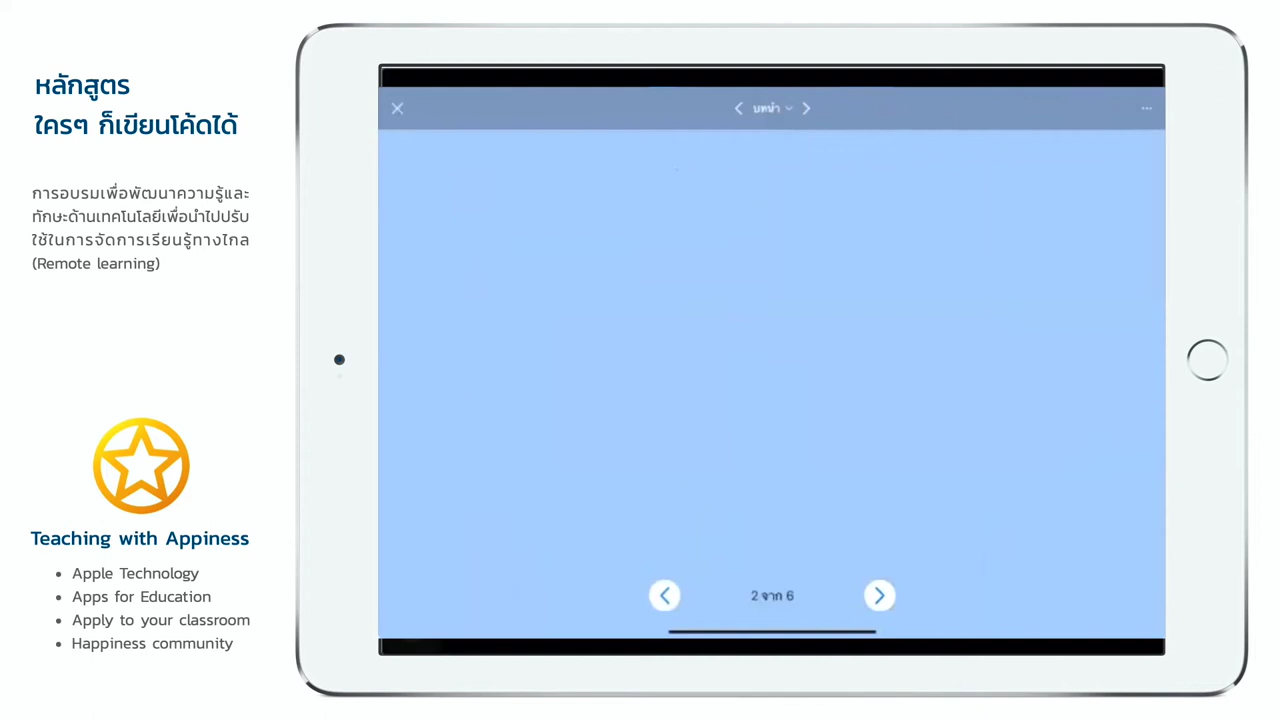 หลักสูตร
ใครๆ ก็เขียนโค้ดได้
การอบรมเพื่อพัฒนาความรู้และ
ทักษะด้านเทคโนโลยีเพื่อนำไปปรับ
ใช้ในการจัดการเรียนรู้ทางไกล
(Remote learning)
Teaching with Appiness
• Apple Technology
• Apps for Education
• Apply to your classroom
• Happiness community
บทนำ
2 จาก 6